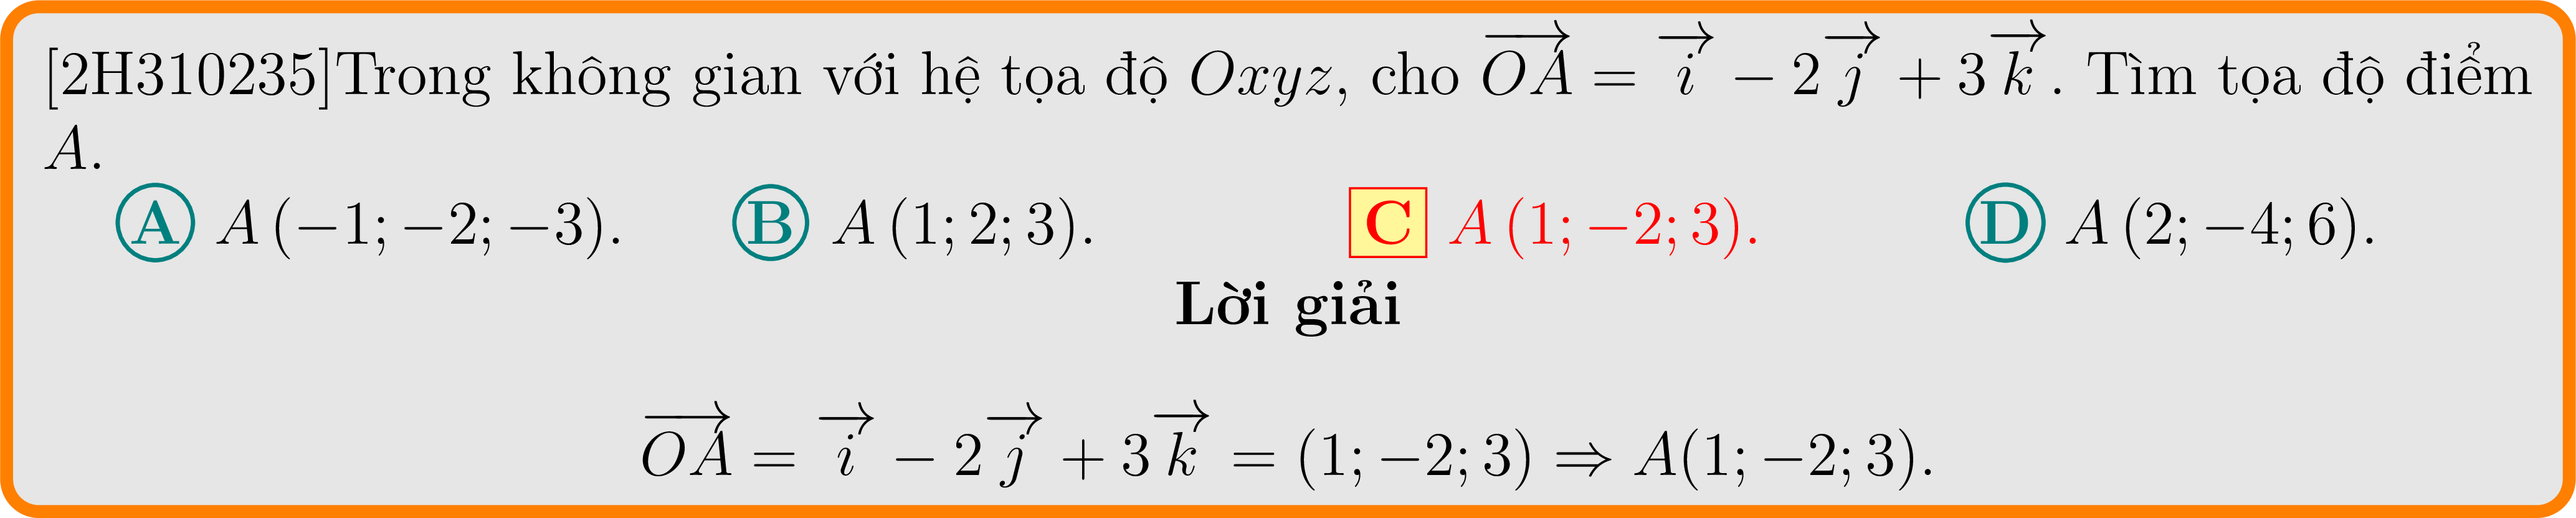 [2H310235]Trong không gian với hệ tọa độ $Oxyz$, cho $\overrightarrow{OA} = \overrightarrow{i} - 2\overrightarrow{j} + 3\overrightarrow{k}$. Tìm tọa độ điểm
$A$.
A $A(-1;-2;-3)$. B $A(1;2;3)$. C $A(1;-2;3)$. D $A(2;-4;6)$.
Lời giải
$\overrightarrow{OA} = \overrightarrow{i} - 2\overrightarrow{j} + 3\overrightarrow{k} = (1;-2;3) \Rightarrow A(1;-2;3)$.